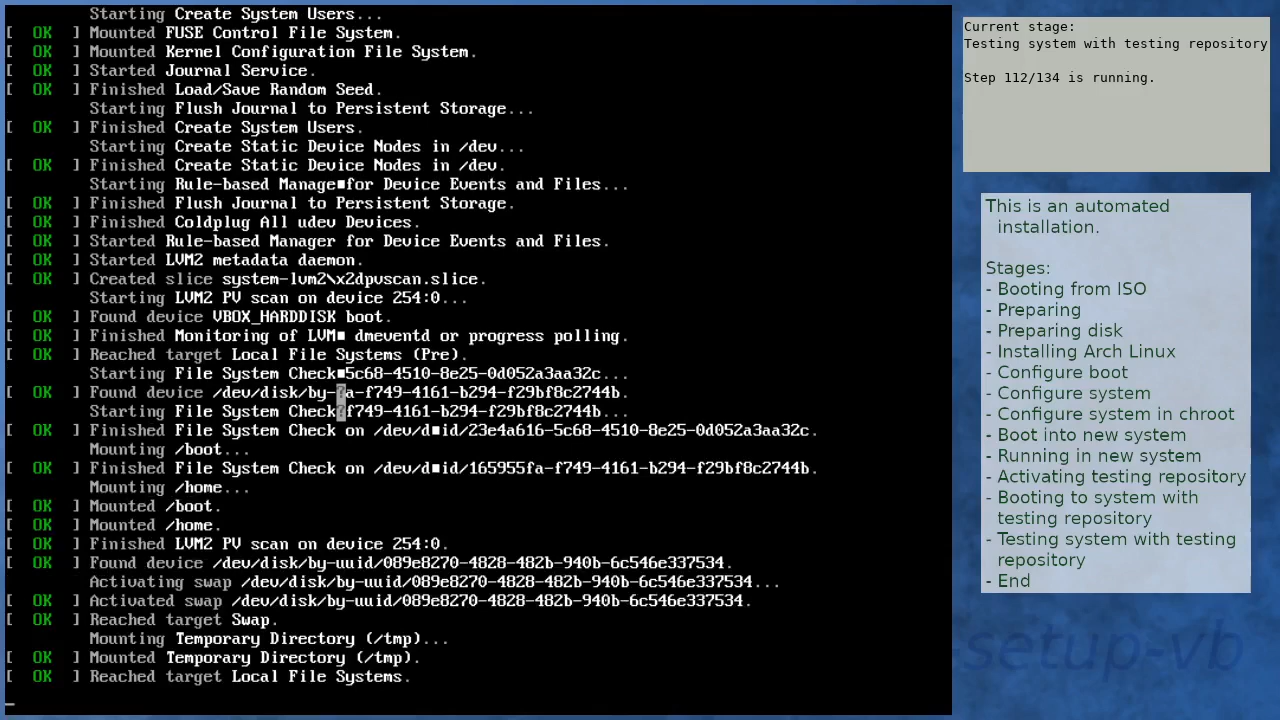 Starting Create System Users...
[  OK  ] Mounted FUSE Control File System.
[  OK  ] Mounted Kernel Configuration File System.
[  OK  ] Started Journal Service.
[  OK  ] Finished Load/Save Random Seed.
Starting Flush Journal to Persistent Storage...
[  OK  ] Finished Create System Users.
Starting Create Static Device Nodes in /dev...
[  OK  ] Finished Create Static Device Nodes in /dev.
Starting Rule-based Manage■for Device Events and Files...
[  OK  ] Finished Flush Journal to Persistent Storage.
[  OK  ] Finished Coldplug All udev Devices.
[  OK  ] Started Rule-based Manager for Device Events and Files.
[  OK  ] Started LVM2 metadata daemon.
[  OK  ] Created slice system-lvm2\x2dpvscan.slice.
Starting LVM2 PV scan on device 254:0...
[  OK  ] Found device VBOX_HARDDISK boot.
[  OK  ] Finished Monitoring of LVM■ dmeventd or progress polling.
[  OK  ] Reached target Local File Systems (Pre).
Starting File System Check■5c68-4510-8e25-0d052a3aa32c...
[  OK  ] Found device /dev/disk/by-?a-f749-4161-b294-f29bf8c2744b.
Starting File System Check?f749-4161-b294-f29bf8c2744b...
[  OK  ] Finished File System Check on /dev/d■id/23e4a616-5c68-4510-8e25-0d052a3aa32c.
Mounting /boot...
[  OK  ] Finished File System Check on /dev/d■id/165955fa-f749-4161-b294-f29bf8c2744b.
Mounting /home...
[  OK  ] Mounted /boot.
[  OK  ] Mounted /home.
[  OK  ] Finished LVM2 PV scan on device 254:0.
[  OK  ] Found device /dev/disk/by-uuid/089e8270-4828-482b-940b-6c546e337534.
Activating swap /dev/disk/by-uuid/089e8270-4828-482b-940b-6c546e337534...
[  OK  ] Activated swap /dev/disk/by-uuid/089e8270-4828-482b-940b-6c546e337534.
[  OK  ] Reached target Swap.
Mounting Temporary Directory (/tmp)...
[  OK  ] Mounted Temporary Directory (/tmp).
[  OK  ] Reached target Local File Systems.
Current stage:
Testing system with testing repository
Step 112/134 is running.
This is an automated
installation.
Stages:
- Booting from ISO
- Preparing
- Preparing disk
- Installing Arch Linux
- Configure boot
- Configure system
- Configure system in chroot
- Boot into new system
- Running in new system
- Activating testing repository
- Booting to system with
testing repository
- Testing system with testing
repository
- End
-setup-vb